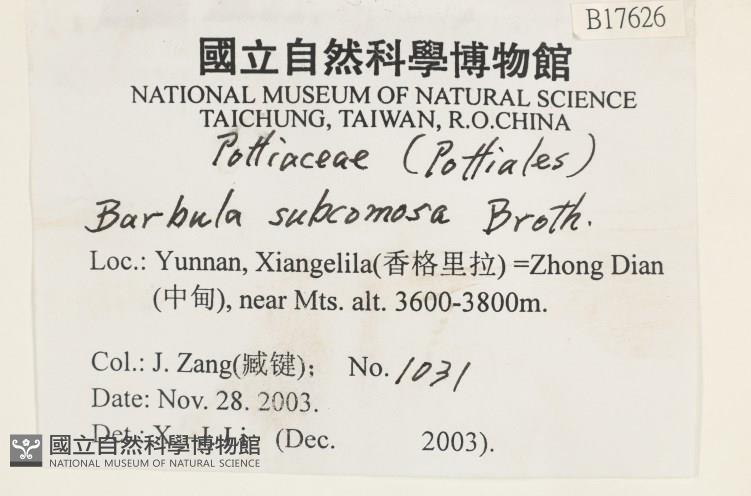 B17626
國立自然科學博物館
NATIONAL MUSEUM OF NATURAL SCIENCE
TAICHUNG, TAIWAN, R.O.CHINA
Pottiaceae (Pottiales)
Barbula subcomosa Broth.
Loc.: Yunnan, Xiangelila(香格里拉) =Zhong Dian
(中甸), near Mts. alt. 3600-3800m.
Col.: J. Zang(臧键); No. 1031
Date: Nov. 28. 2003.
Det.: (Dec. 2003).
國立自然科學博物館
NATIONAL MUSEUM OF NATURAL SCIENCE